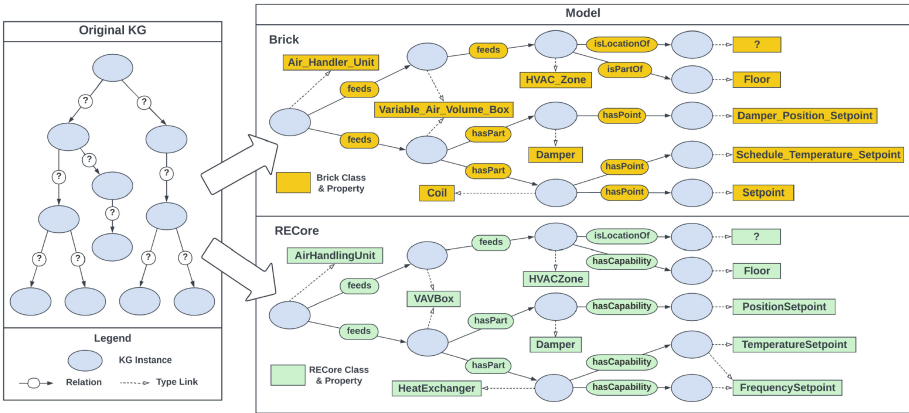 Original KG
?
?
?
?
?
?
?
?
?
?
Legend
KG Instance
Relation
Type Link
Model
Brick
Air_Handler_Unit
feeds
feeds
Variable_Air_Volume_Box
feeds
HVAC_Zone
isLocationOf
?
isPartOf
Floor
hasPart
Damper
hasPoint
Damper_Position_Setpoint
hasPart
Coil
hasPoint
Schedule_Temperature_Setpoint
hasPoint
Setpoint
Brick Class
& Property
RECore
AirHandlingUnit
feeds
feeds
VAVBox
feeds
HVACZone
isLocationOf
?
hasCapability
Floor
hasPart
Damper
hasCapability
PositionSetpoint
hasPart
HeatExchanger
hasCapability
TemperatureSetpoint
hasCapability
FrequencySetpoint
RECore Class
& Property